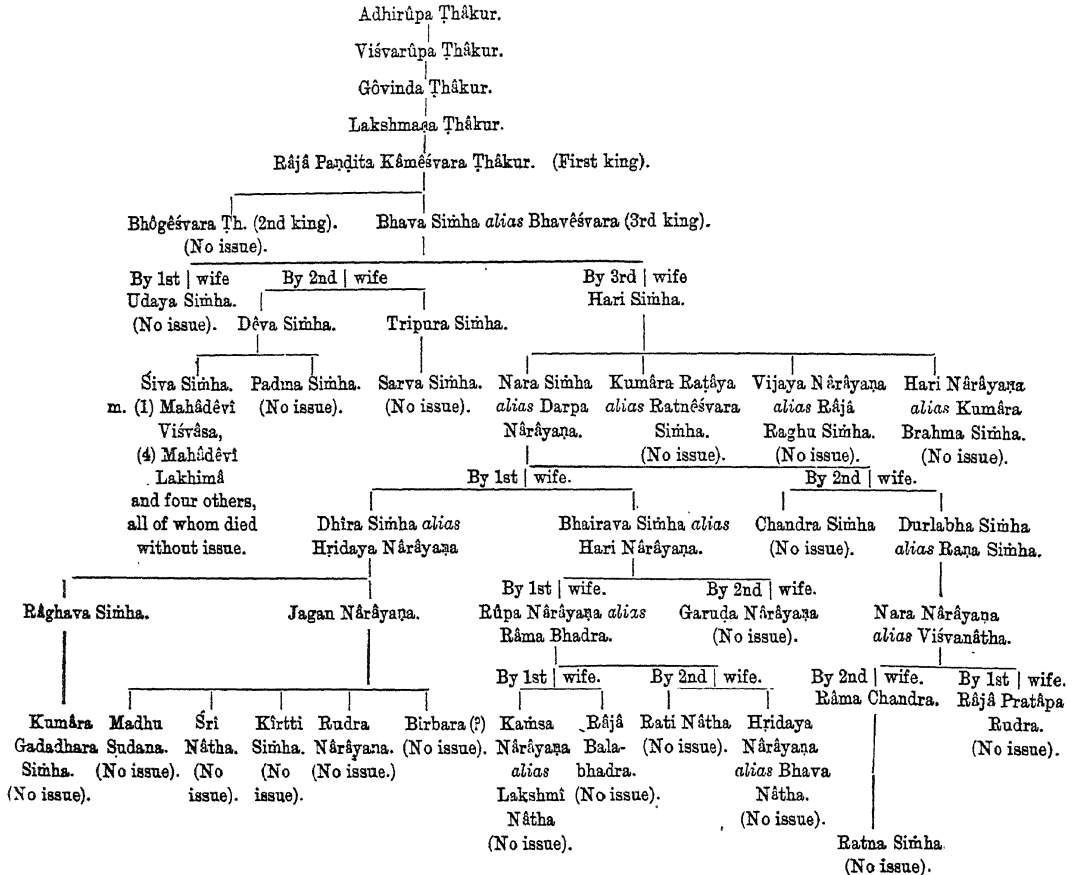 Adhirûpa Ṭhâkur.
Viśvarûpa Ṭhâkur.
Gôvinda Ṭhâkur.
Lakshmaṇa Ṭhâkur.
Râjâ Paṇḍita Kâmêśvara Ṭhâkur. (First king).
Bhôgêśvara Ṭh. (2nd king). Bhava Siṁha alias Bhavêśvara (3rd king).
(No issue).
By 1st | wife By 2nd | wife By 3rd | wife
Udaya Siṁha. Hari Siṁha.
(No issue). Dêva Siṁha. Tripura Siṁha.
Śiva Siṁha. Padma Siṁha. Sarva Siṁha. Nara Siṁha Kumâra Raṭâya Vijaya Nârâyaṇa Hari Nârâyaṇa
m. (1) Mahâdêvî (No issue). (No issue). alias Darpa alias Ratnêśvara alias Râjâ alias Kumâra
Viśvâsa, Nârâyaṇa. Siṁha. Raghu Siṁha. Brahma Siṁha.
(4) Mahâdêvî (No issue). (No issue). (No issue).
Lakhimâ By 1st | wife. By 2nd | wife.
and four others,
all of whom died Dhîra Siṁha alias Bhairava Siṁha alias Chandra Siṁha Durlabha Siṁha
without issue. Hṛidaya Nârâyaṇa Hari Nârâyaṇa. (No issue). alias Raṇa Siṁha.
By 1st | wife. By 2nd | wife.
Râghava Siṁha. Jagan Nârâyaṇa. Rûpa Nârâyaṇa alias Garuḍa Nârâyaṇa Nara Nârâyaṇa
Râma Bhadra. (No issue). alias Viśvanâtha.
By 1st | wife. By 2nd | wife. By 2nd | wife. By 1st | wife.
Râma Chandra. Râjâ Pratâpa
Kumâra Madhu Śrî Kîrtti Rudra Birbara (?) Kaṁsa Râjâ Rati Nâtha Hṛidaya Rudra.
Gadadhara Sudana. Nâtha. Siṁha. Nârâyaṇa. (No issue). Nârâyaṇa Bala- (No issue). Nârâyaṇa (No issue).
Siṁha. (No issue). (No (No (No issue.) alias bhadra. alias Bhava
(No issue). issue). issue). Lakshmî (No issue). Nâtha.
Nâtha (No issue).
(No issue). Ratna Siṁha.
(No issue).